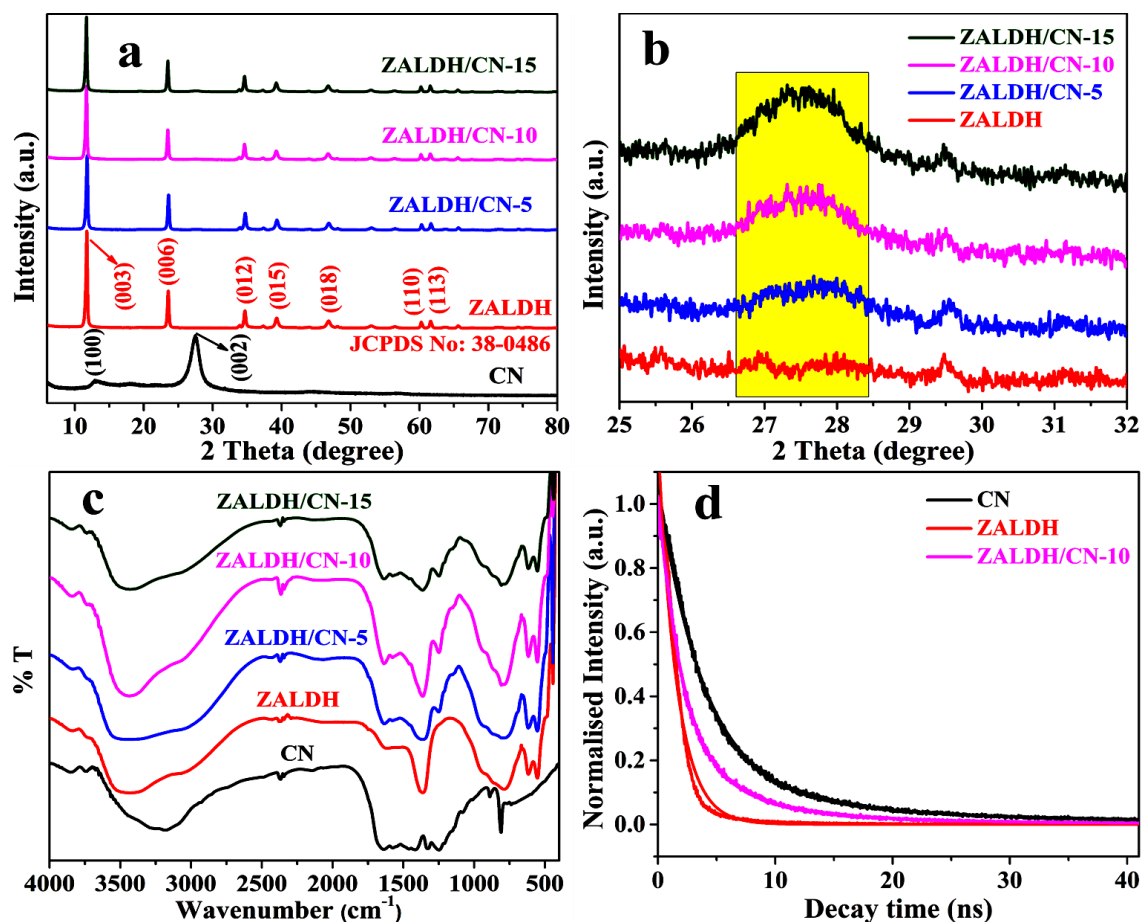 a
ZALDH/CN-15
ZALDH/CN-10
ZALDH/CN-5
(003)
(006)
(012)
(015)
(018)
(110)
(113)
ZALDH
JCPDS No: 38-0486
(100)
(002)
CN
Intensity (a.u.)
10 20 30 40 50 60 70 80
2 Theta (degree)
b
ZALDH/CN-15
ZALDH/CN-10
ZALDH/CN-5
ZALDH
Intensity (a.u.)
25 26 27 28 29 30 31 32
2 Theta (degree)
c
ZALDH/CN-15
ZALDH/CN-10
ZALDH/CN-5
ZALDH
CN
% T
4000 3500 3000 2500 2000 1500 1000 500
Wavenumber (cm⁻¹)
d
CN
ZALDH
ZALDH/CN-10
Normalised Intensity (a.u.)
1.0
0.8
0.6
0.4
0.2
0.0
0 10 20 30 40
Decay time (ns)